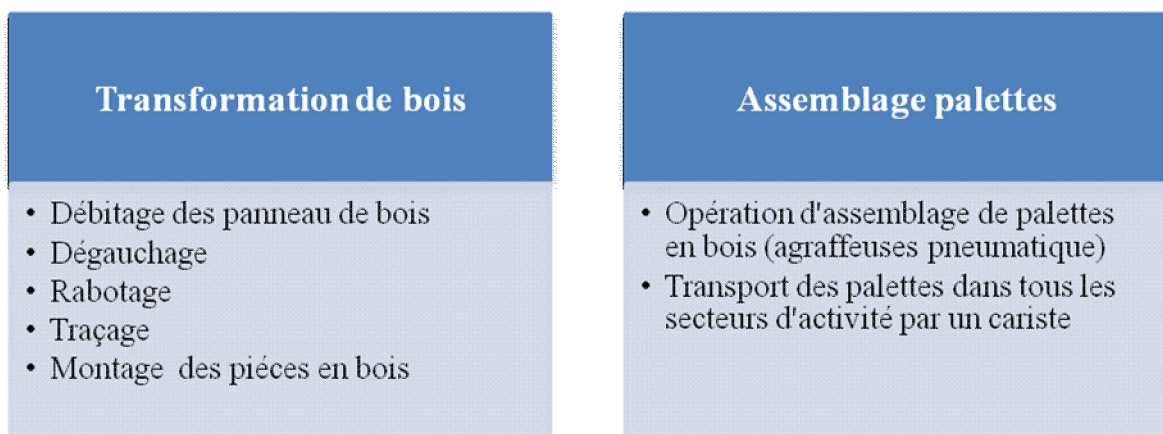 Transformation de bois
• Débitage des panneau de bois
• Dégauchage
• Rabotage
• Traçage
• Montage des piéces en bois
Assemblage palettes
• Opération d'assemblage de palettes
en bois (agraffeuses pneumatique)
• Transport des palettes dans tous les
secteurs d'activité par un cariste